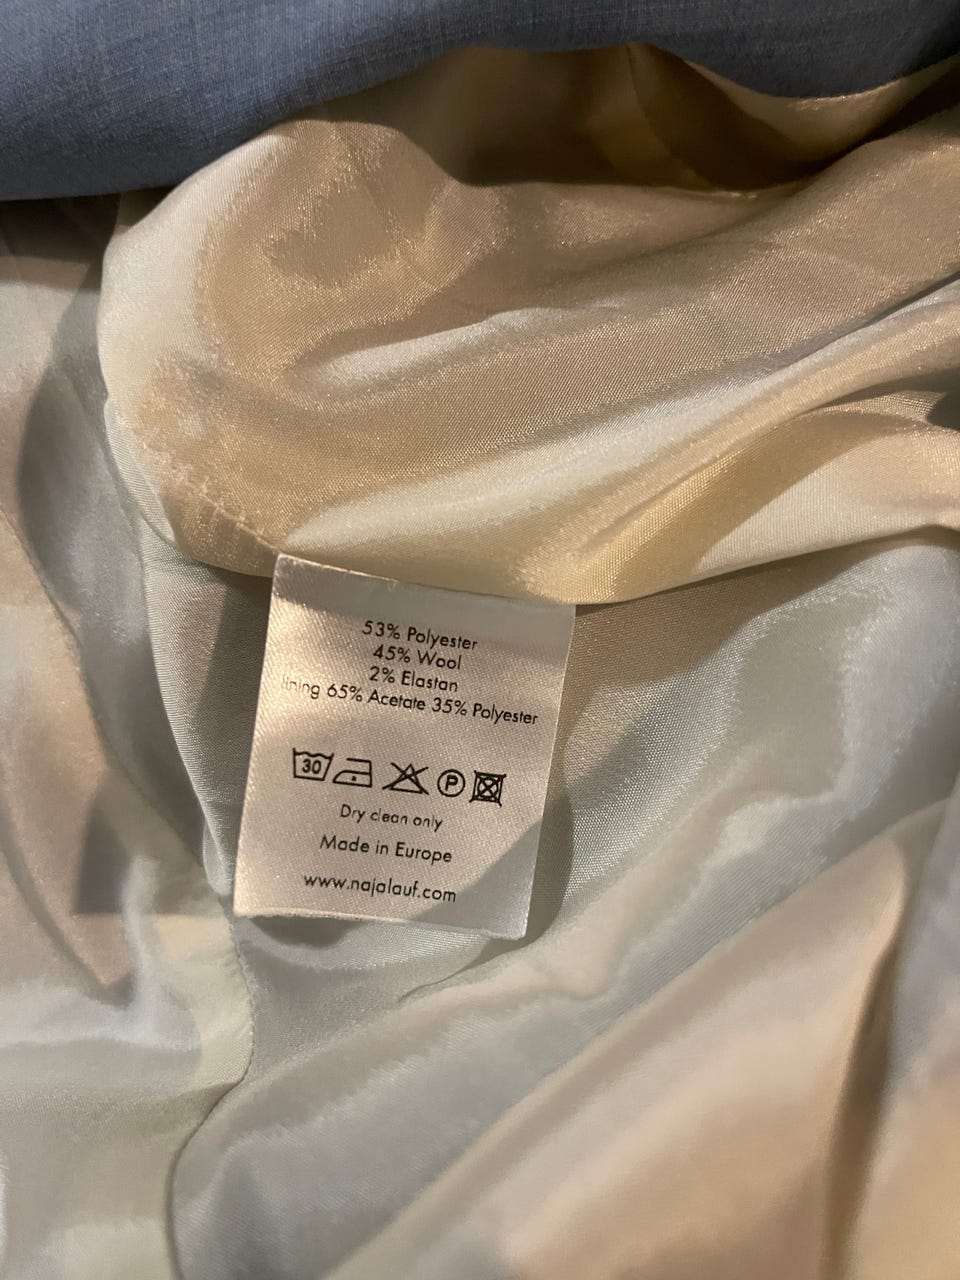 53% Polyester
45% Wool
2% Elastan
lining 65% Acetate 35% Polyester
30 P
Dry clean only
Made in Europe
www.najalauf.com